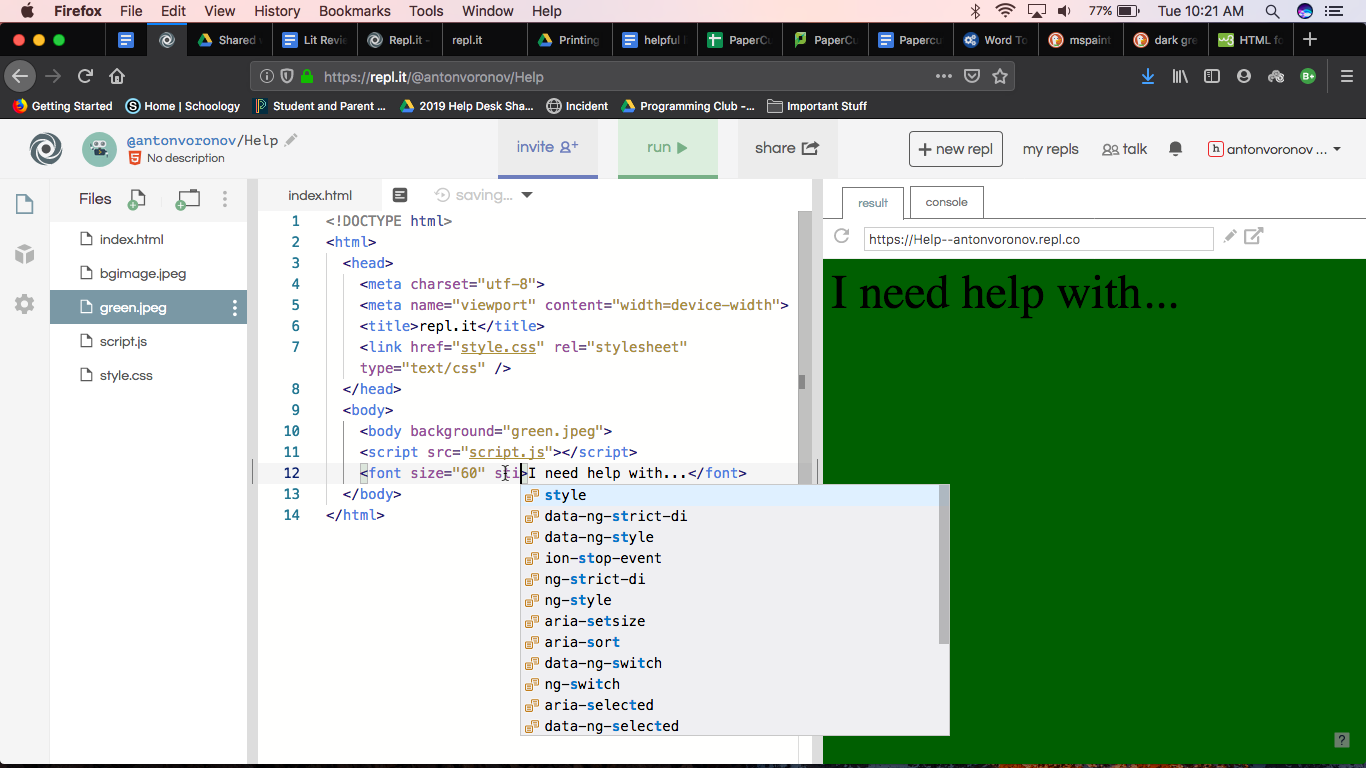 Firefox File Edit View History Bookmarks Tools Window Help 77% Tue 10:21 AM
Shared Lit Revie Repl.it - repl.it Printing helpful PaperCu PaperCu Papercu Word To mspaint dark gre HTML fo
https://repl.it/@antonvoronov/Help
Getting Started Home | Schoology Student and Parent ... 2019 Help Desk Sha... Incident Programming Club -... Important Stuff
@antonvoronov/Help
No description
invite run share + new repl my repls talk antonvoronov ...
Files
index.html
bgimage.jpeg
green.jpeg
script.js
style.css
index.html saving...
1 <!DOCTYPE html>
2 <html>
3 <head>
4 <meta charset="utf-8">
5 <meta name="viewport" content="width=device-width">
6 <title>repl.it</title>
7 <link href="style.css" rel="stylesheet"
type="text/css" />
8 </head>
9 <body>
10 <body background="green.jpeg">
11 <script src="script.js"></script>
12 <font size="60" sti>I need help with...</font>
13 </body>
14 </html>
style
data-ng-strict-di
data-ng-style
ion-stop-event
ng-strict-di
ng-style
aria-setsize
aria-sort
data-ng-switch
ng-switch
aria-selected
data-ng-selected
result console
https://Help--antonvoronov.repl.co
I need help with...
?